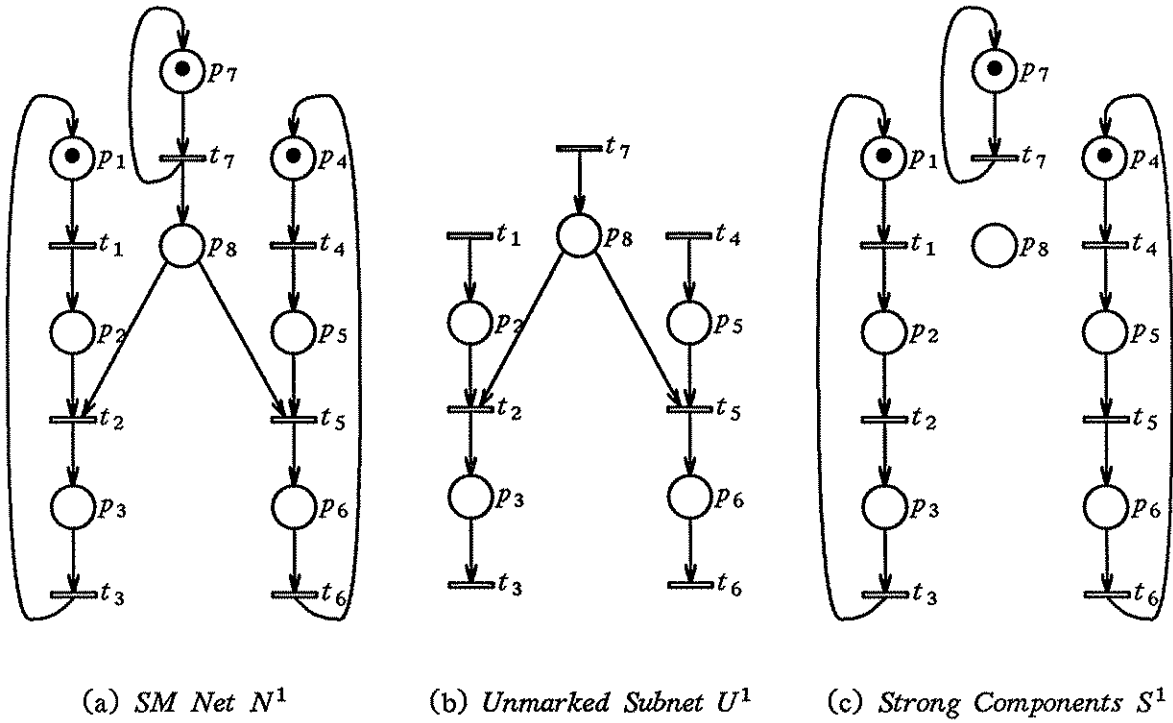 p7
t7
p1
p4
t1
p8
t4
p2
p5
t2
t5
p3
p6
t3
t6
(a) SM Net N¹
t7
t1
p8
t4
p2
p5
t2
t5
p3
p6
t3
t6
(b) Unmarked Subnet U¹
p7
p1
t7
p4
t1
p8
t4
p2
p5
t2
t5
p3
p6
t3
t6
(c) Strong Components S¹